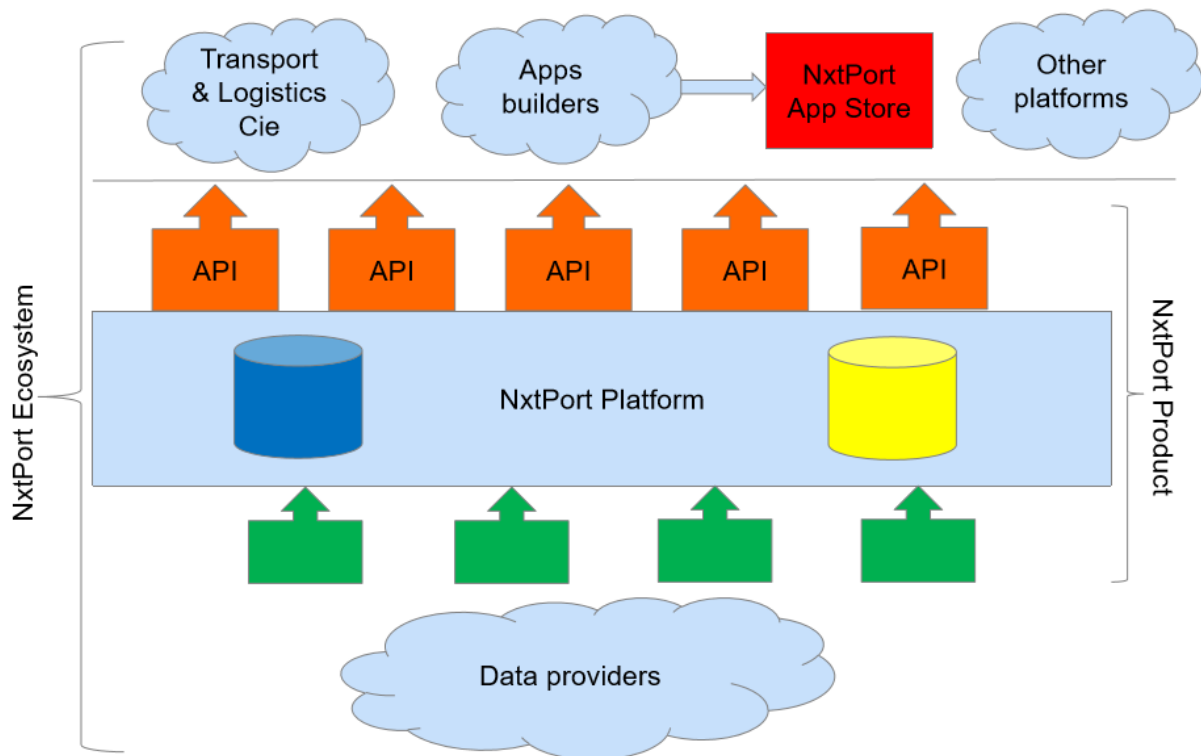 Transport
& Logistics
Cie
Apps
builders
NxtPort
App Store
Other
platforms
API
API
API
API
API
NxtPort Ecosystem
NxtPort Platform
NxtPort Product
Data providers